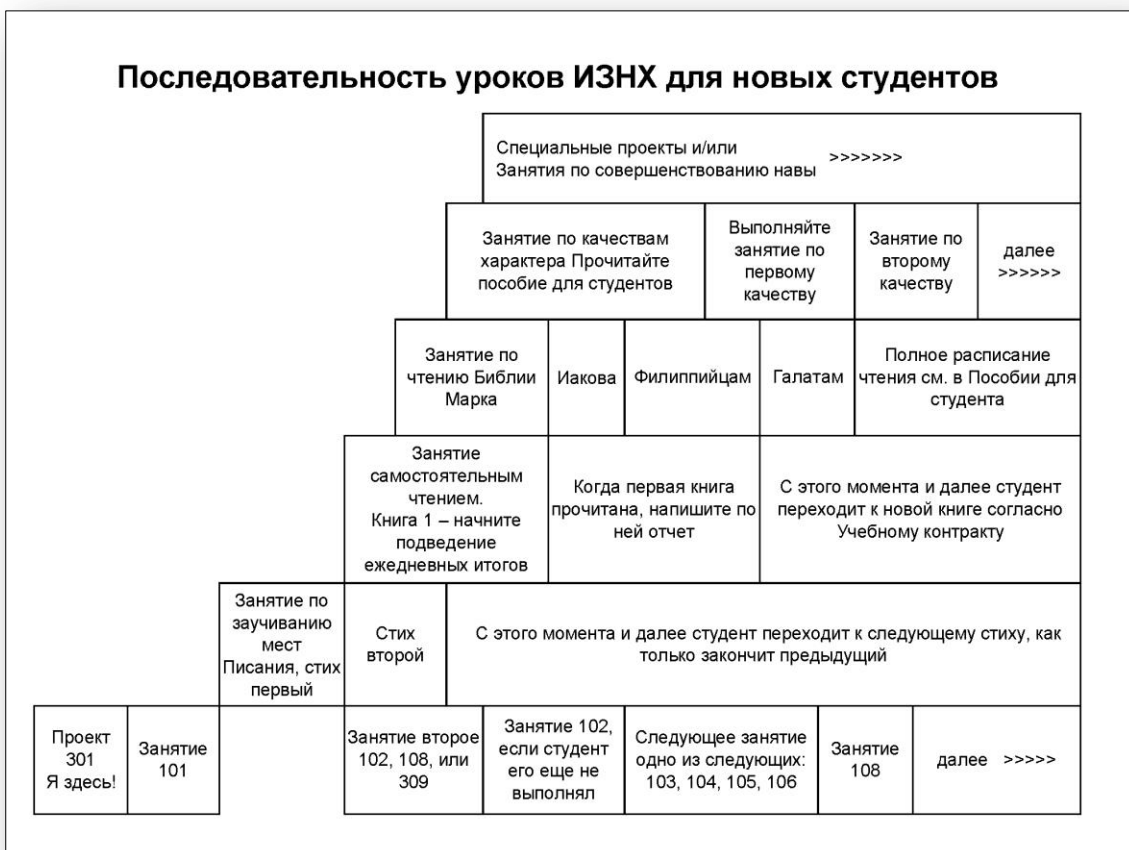 Последовательность уроков ИЗНХ для новых студентов
Специальные проекты и/или
Занятия по совершенствованию навы
>>>>>>>
Занятие по качествам
характера Прочитайте
пособие для студентов
Выполняйте
занятие по
первому
качеству
Занятие по
второму
качеству
далее
>>>>>>
Занятие по
чтению Библии
Марка
Иакова
Филиппийцам
Галатам
Полное расписание
чтения см. в Пособии для
студента
Занятие
самостоятельным
чтением.
Книга 1 – начните
подведение
ежедневных итогов
Когда первая книга
прочитана, напишите по
ней отчет
С этого момента и далее студент
переходит к новой книге согласно
Учебному контракту
Занятие по
заучиванию
мест
Писания, стих
первый
Стих
второй
С этого момента и далее студент переходит к следующему стиху, как
только закончит предыдущий
Проект
301
Я здесь!
Занятие
101
Занятие второе
102, 108, или
309
Занятие 102,
если студент
его еще не
выполнял
Следующее занятие
одно из следующих:
103, 104, 105, 106
Занятие
108
далее >>>>>